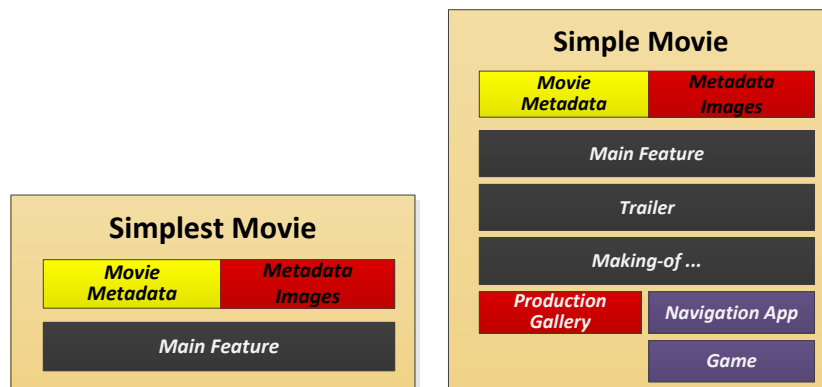 Simplest Movie
Movie
Metadata
Metadata
Images
Main Feature
Simple Movie
Movie
Metadata
Metadata
Images
Main Feature
Trailer
Making-of ...
Production
Gallery
Navigation App
Game